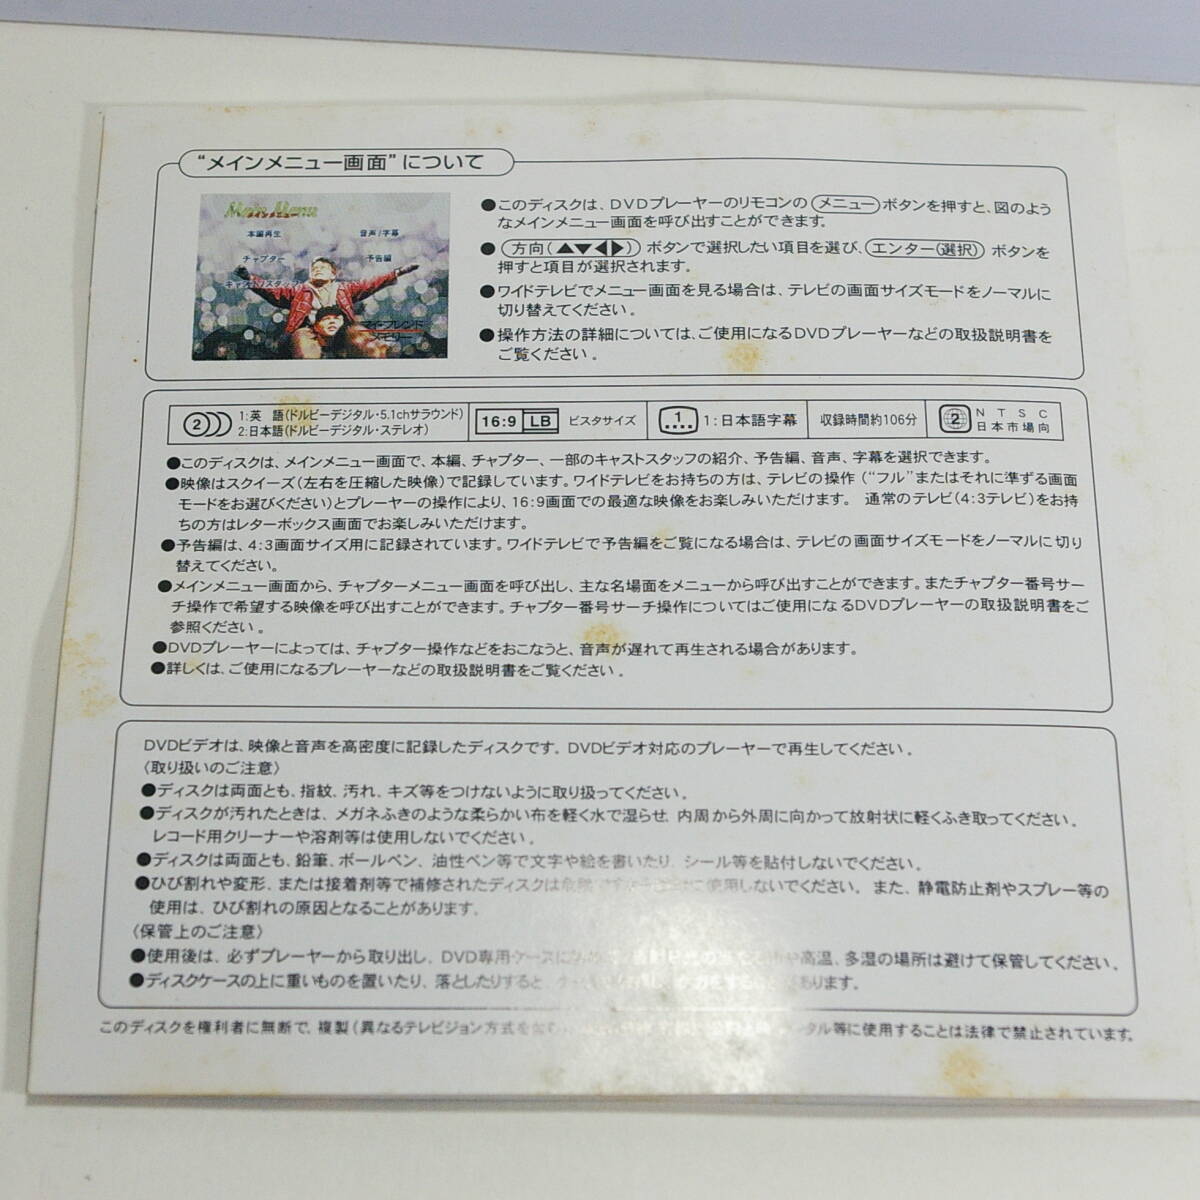 “メインメニュー画面”について
Main Menu
メインメニュー
本編再生
音声/字幕
チャプター
予告編
キャスト/スタッフ
マイ・フレンド
メモリー
●このディスクは、DVDプレーヤーのリモコンの(メニュー)ボタンを押すと、図のよう
なメインメニュー画面を呼び出すことができます。
●(方向(▲▼◀▶))ボタンで選択したい項目を選び、(エンター(選択))ボタンを
押すと項目が選択されます。
●ワイドテレビでメニュー画面を見る場合は、テレビの画面サイズモードをノーマルに
切り替えてください。
●操作方法の詳細については、ご使用になるDVDプレーヤーなどの取扱説明書を
ご覧ください。
2
1:英 語(ドルビーデジタル・5.1chサラウンド)
2:日本語(ドルビーデジタル・ステレオ)
16:9 LB ビスタサイズ
1 1:日本語字幕
収録時間約106分
2 NTSC
日本市場向
●このディスクは、メインメニュー画面で、本編、チャプター、一部のキャストスタッフの紹介、予告編、音声、字幕を選択できます。
●映像はスクイーズ(左右を圧縮した映像)で記録しています。ワイドテレビをお持ちの方は、テレビの操作(“フル”またはそれに準ずる画面
モードをお選びください)とプレーヤーの操作により、16:9画面での最適な映像をお楽しみいただけます。 通常のテレビ(4:3テレビ)をお持
ちの方はレターボックス画面でお楽しみいただけます。
●予告編は、4:3画面サイズ用に記録されています。ワイドテレビで予告編をご覧になる場合は、テレビの画面サイズモードをノーマルに切り
替えてください。
●メインメニュー画面から、チャプターメニュー画面を呼び出し、主な名場面をメニューから呼び出すことができます。またチャプター番号サー
チ操作で希望する映像を呼び出すことができます。チャプター番号サーチ操作についてはご使用になるDVDプレーヤーの取扱説明書をご
参照ください。
●DVDプレーヤーによっては、チャプター操作などをおこなうと、音声が遅れて再生される場合があります。
●詳しくは、ご使用になるプレーヤーなどの取扱説明書をご覧ください。
DVDビデオは、映像と音声を高密度に記録したディスクです。DVDビデオ対応のプレーヤーで再生してください。
〈取り扱いのご注意〉
●ディスクは両面とも、指紋、汚れ、キズ等をつけないように取り扱ってください。
●ディスクが汚れたときは、メガネふきのような柔らかい布を軽く水で湿らせ、内周から外周に向かって放射状に軽くふき取ってください。
レコード用クリーナーや溶剤等は使用しないでください。
●ディスクは両面とも、鉛筆、ボールペン、油性ペン等で文字や絵を書いたり、シール等を貼付しないでください。
●ひび割れや変形、または接着剤等で補修されたディスクは危険ですから使用しないでください。また、静電防止剤やスプレー等の
使用は、ひび割れの原因となることがあります。
〈保管上のご注意〉
●使用後は、必ずプレーヤーから取り出し、DVD専用ケースに や高温、多湿の場所は避けて保管してください。
●ディスクケースの上に重いものを置いたり、落としたりすると、 あります。
このディスクを権利者に無断で、複製(異なるテレビジョン方式を タル等に使用することは法律で禁止されています。